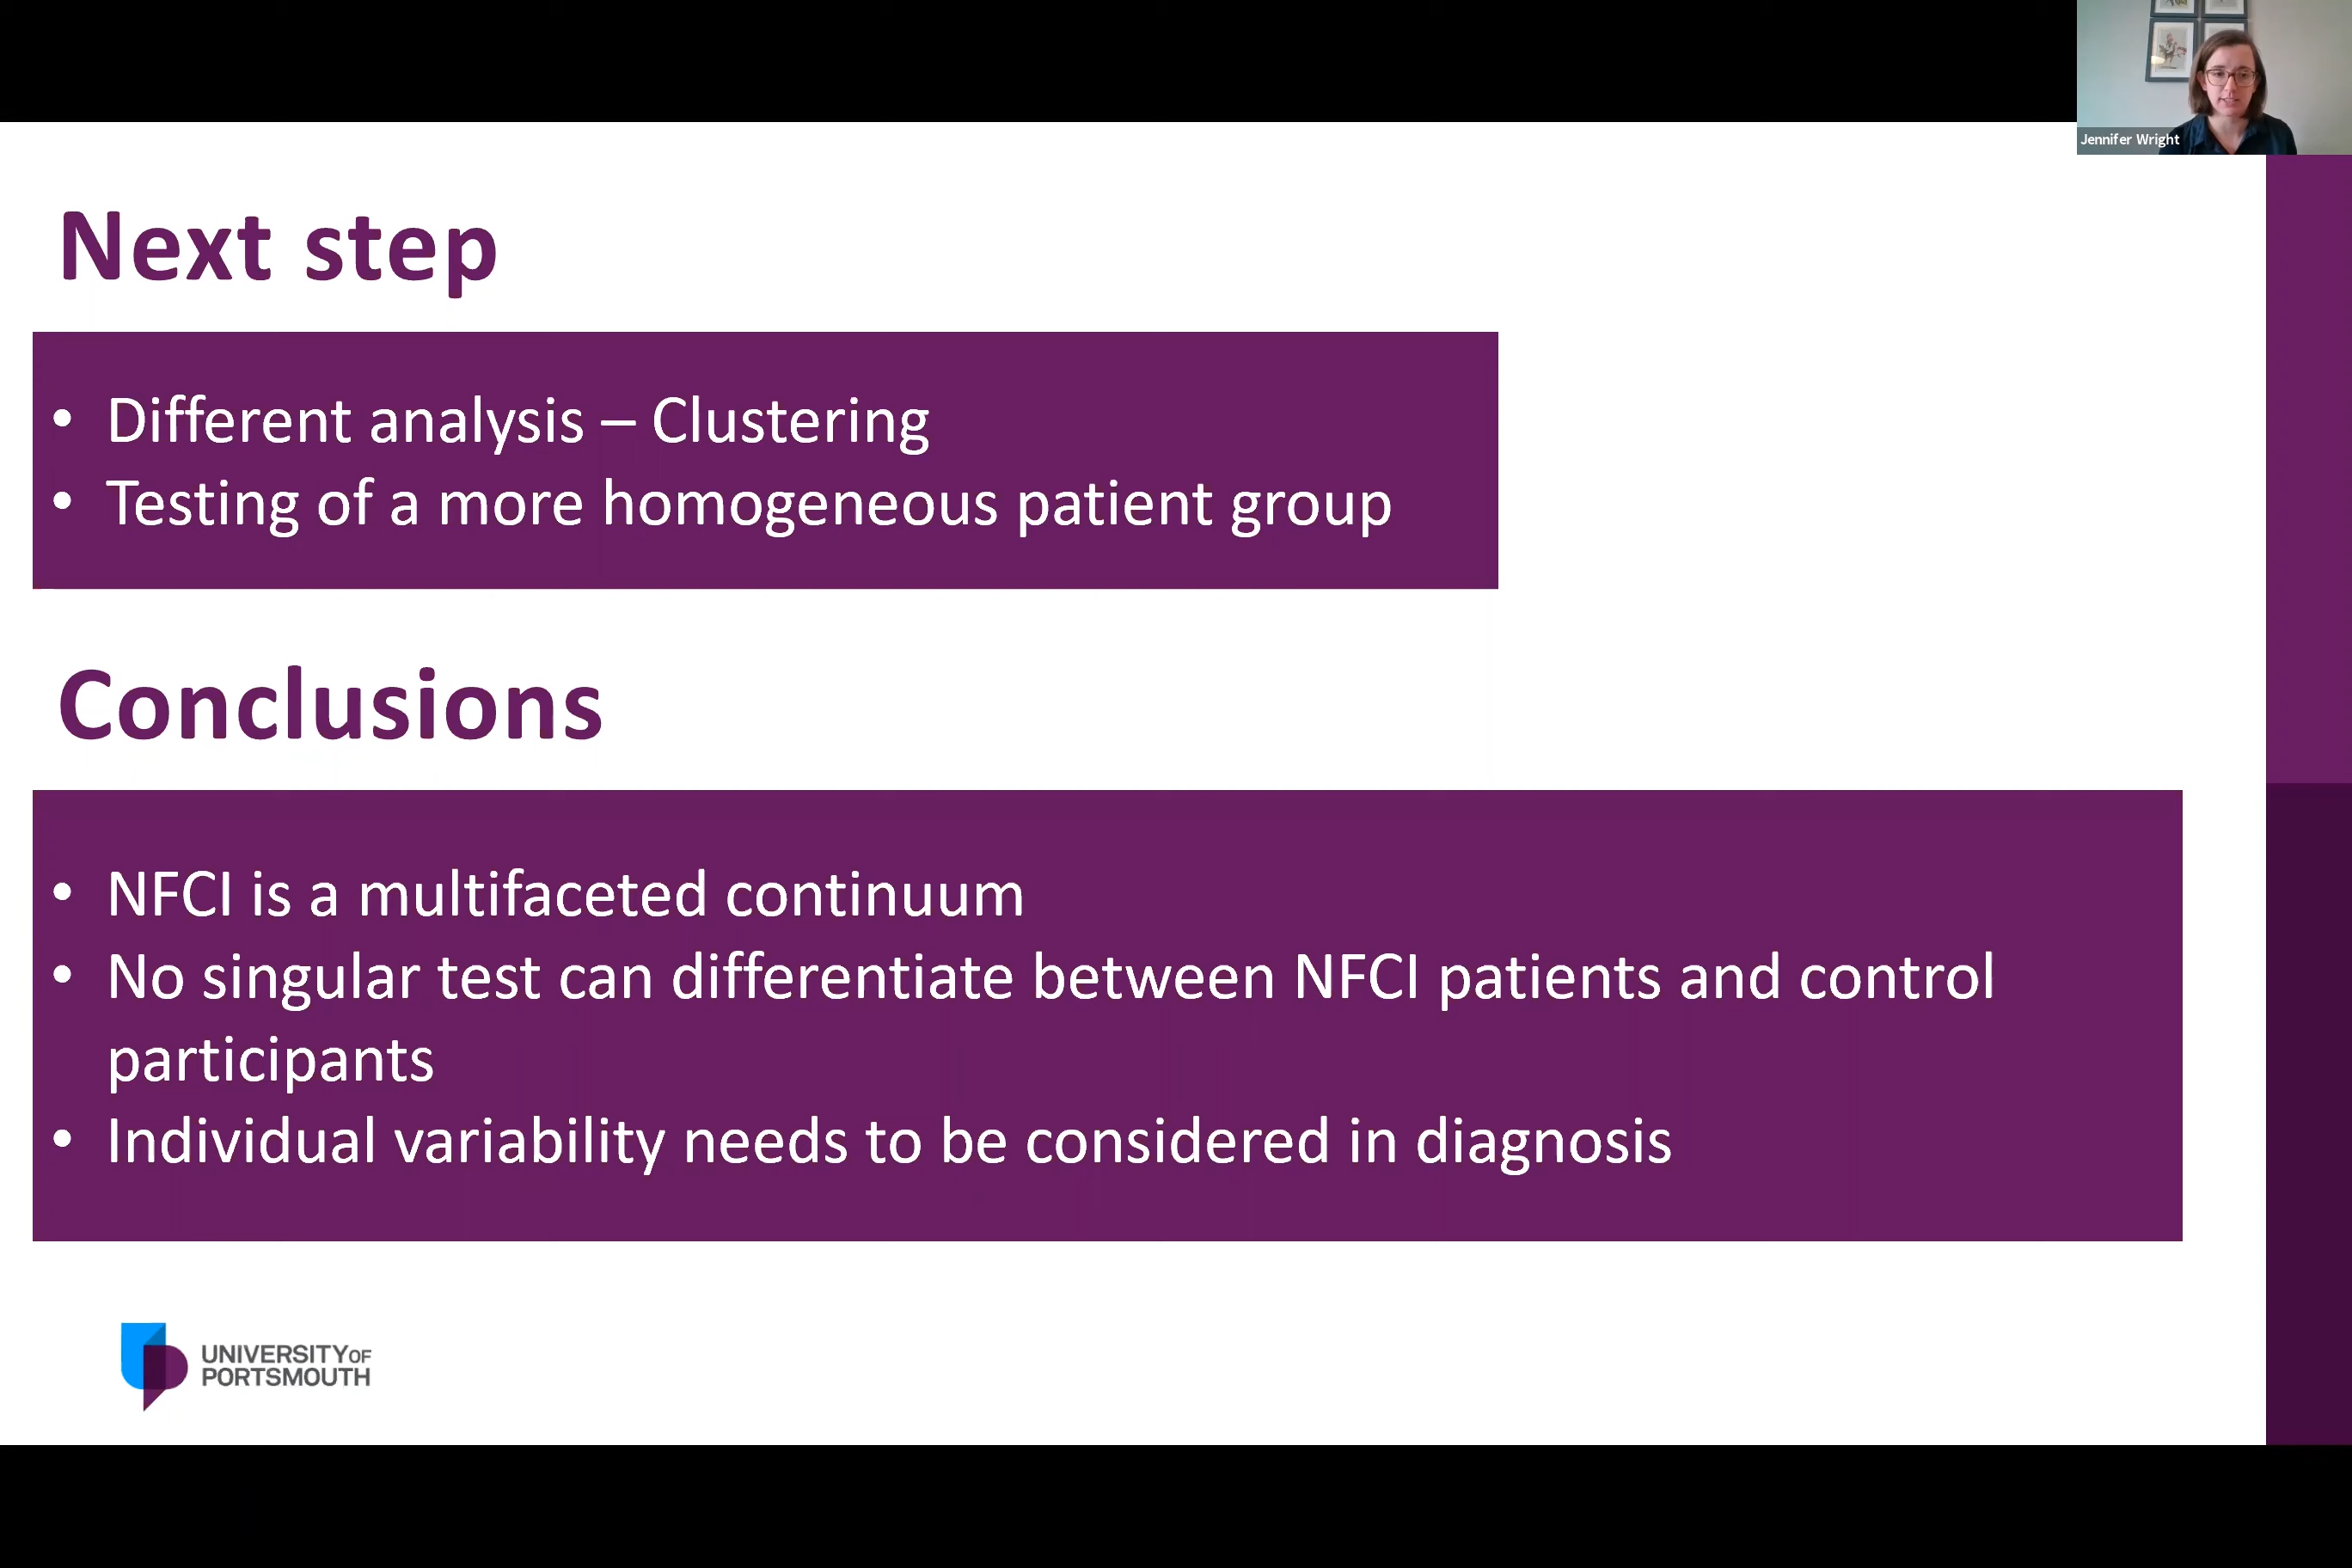 Jennifer Wright
Next step
• Different analysis – Clustering
• Testing of a more homogeneous patient group
Conclusions
• NFCI is a multifaceted continuum
• No singular test can differentiate between NFCI patients and control
participants
• Individual variability needs to be considered in diagnosis
UNIVERSITY OF
PORTSMOUTH